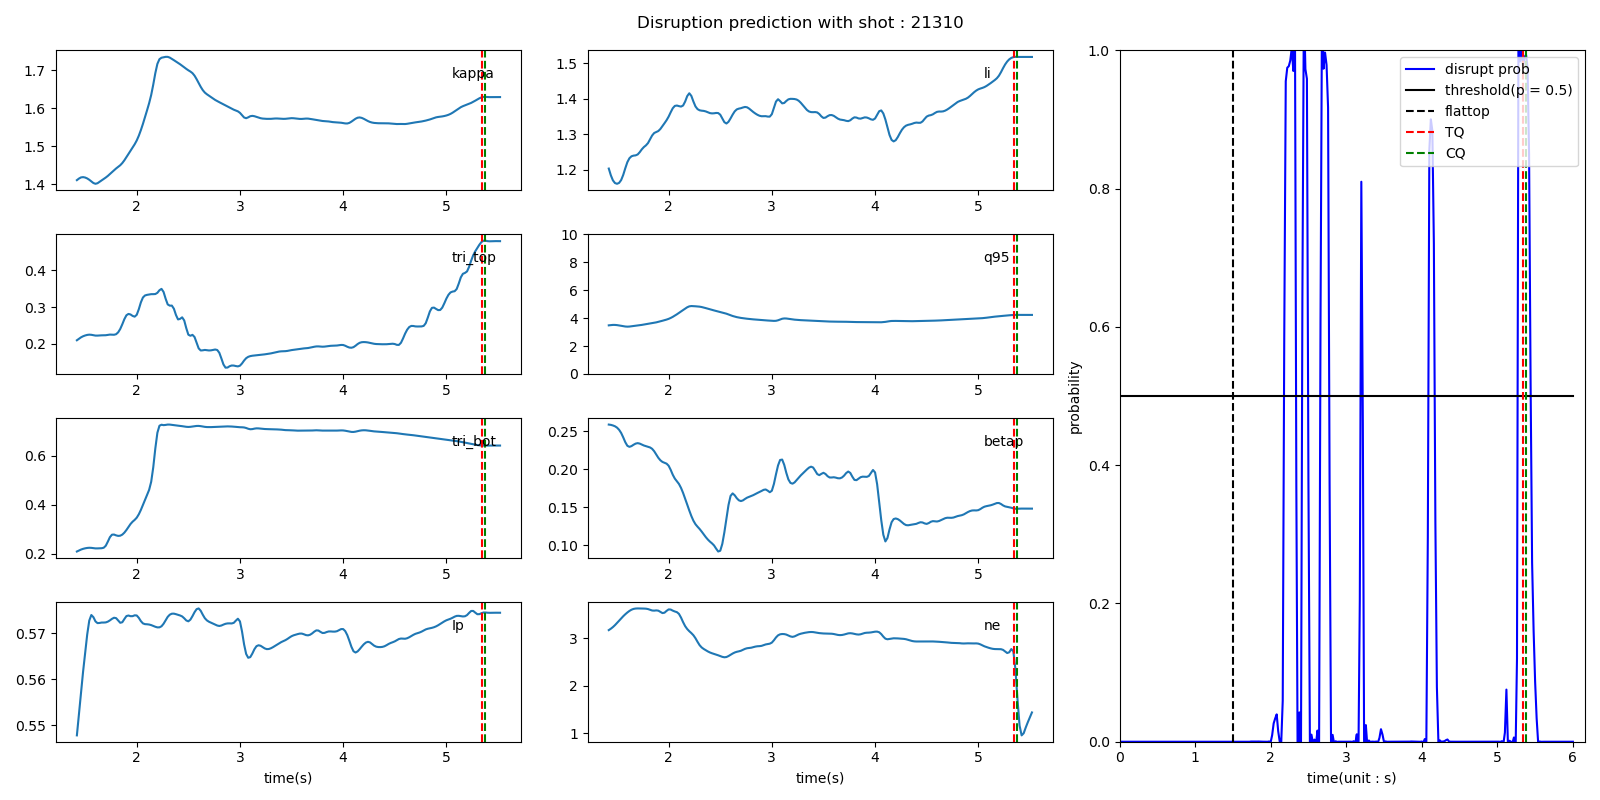 Disruption prediction with shot : 21310
kappa
1.7
1.6
1.5
1.4
2 3 4 5
li
1.5
1.4
1.3
1.2
2 3 4 5
tri_top
0.4
0.3
0.2
2 3 4 5
q95
10
8
6
4
2
0
2 3 4 5
tri_bot
0.6
0.4
0.2
2 3 4 5
betap
0.25
0.20
0.15
0.10
2 3 4 5
Ip
0.57
0.56
0.55
2 3 4 5
time(s)
ne
3
2
1
2 3 4 5
time(s)
disrupt prob
threshold(p = 0.5)
flattop
TQ
CQ
probability
1.0
0.8
0.6
0.4
0.2
0.0
0 1 2 3 4 5 6
time(unit : s)